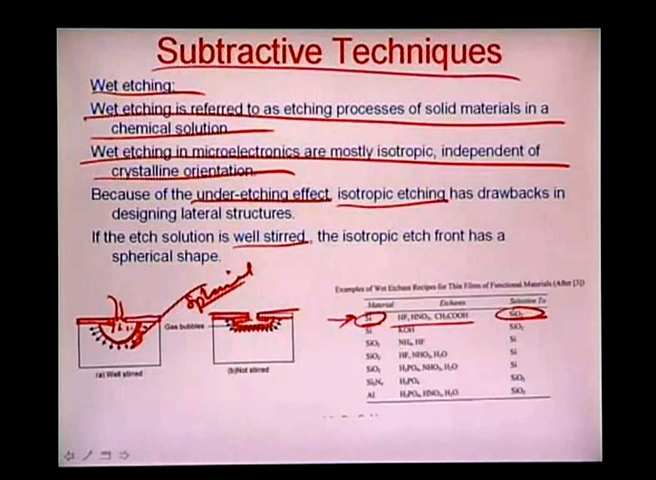 Subtractive Techniques
Wet etching:
Wet etching is referred to as etching processes of solid materials in a
chemical solution.
Wet etching in microelectronics are mostly isotropic, independent of
crystalline orientation.
Because of the under-etching effect, isotropic etching has drawbacks in
designing lateral structures.
If the etch solution is well stirred, the isotropic etch front has a
spherical shape.
Gas bubbles
(a) Well stirred
(b)Not stirred
Examples of Wet Etchant Recipes for Thin Films of Functional Materials (After [3])
Material Etchants Selective To
Si HF, HNO₃, CH₃COOH SiO₂
Si KOH SiO₂
SiO₂ NH₄, HF Si
SiO₂ HF, NHO₃, H₂O Si
SiO₂ H₃PO₄, NHO₃, H₂O Si
Si₃N₄ H₃PO₄ SiO₂
Al H₃PO₄, HNO₃, H₂O SiO₂